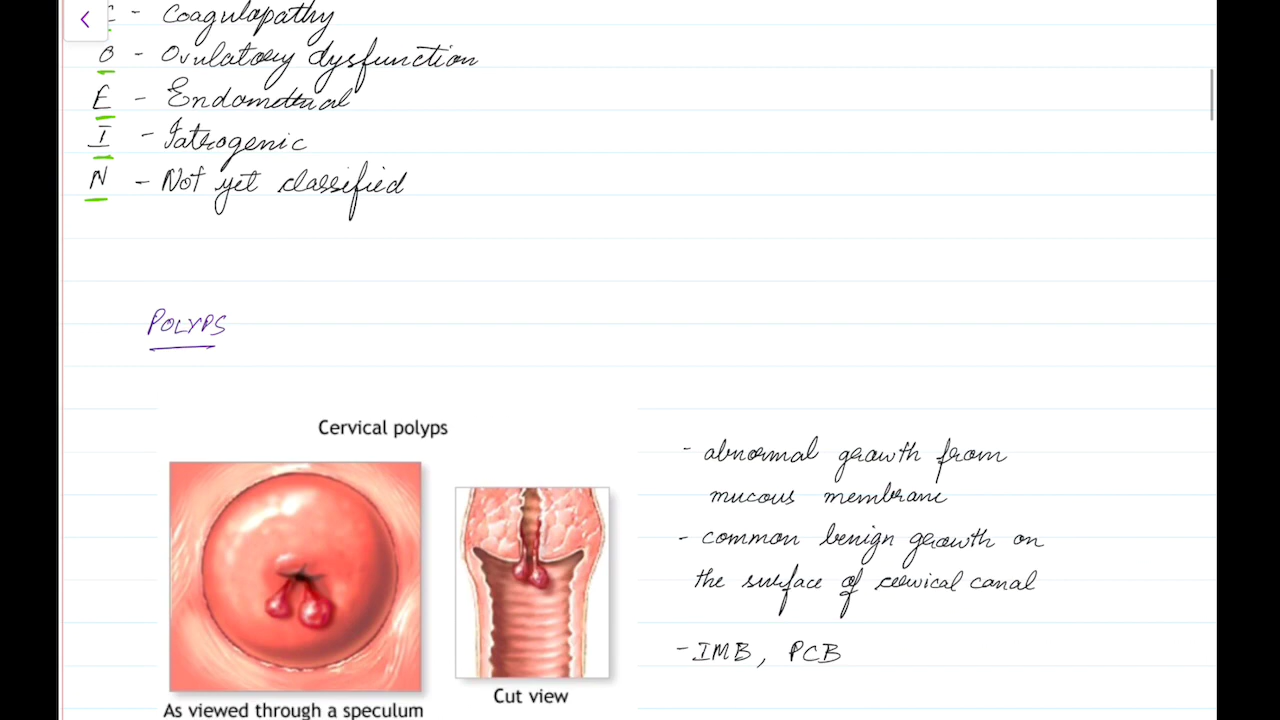 C - Coagulopathy
O - Ovulatory dysfunction
E - Endometrial
I - Iatrogenic
N - Not yet classified
POLYPS
Cervical polyps
- abnormal growth from
mucous membrane
- common benign growth on
the surface of cervical canal
- IMB, PCB
Cut view
As viewed through a speculum